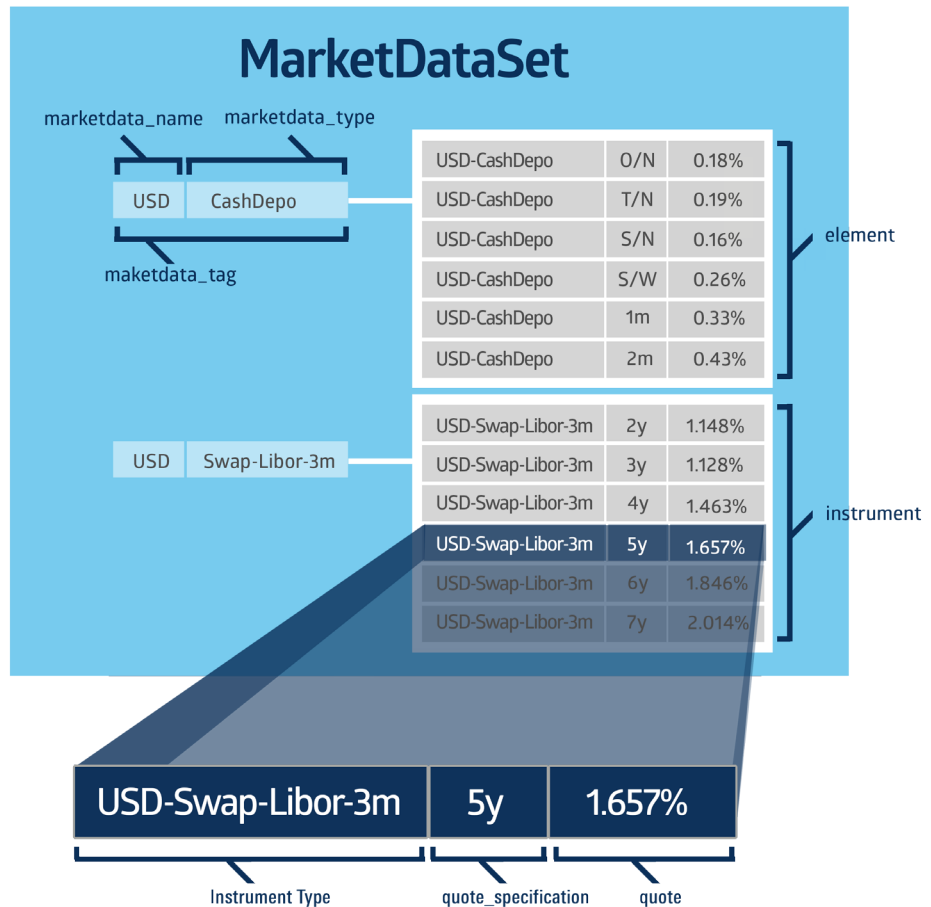 MarketDataSet
marketdata_name marketdata_type
USD CashDepo
maketdata_tag
USD-CashDepo O/N 0.18%
USD-CashDepo T/N 0.19%
USD-CashDepo S/N 0.16%
USD-CashDepo S/W 0.26%
USD-CashDepo 1m 0.33%
USD-CashDepo 2m 0.43%
element
USD Swap-Libor-3m
USD-Swap-Libor-3m 2y 1.148%
USD-Swap-Libor-3m 3y 1.128%
USD-Swap-Libor-3m 4y 1.463%
USD-Swap-Libor-3m 5y 1.657%
USD-Swap-Libor-3m 6y 1.846%
USD-Swap-Libor-3m 7y 2.014%
instrument
USD-Swap-Libor-3m 5y 1.657%
Instrument Type quote_specification quote